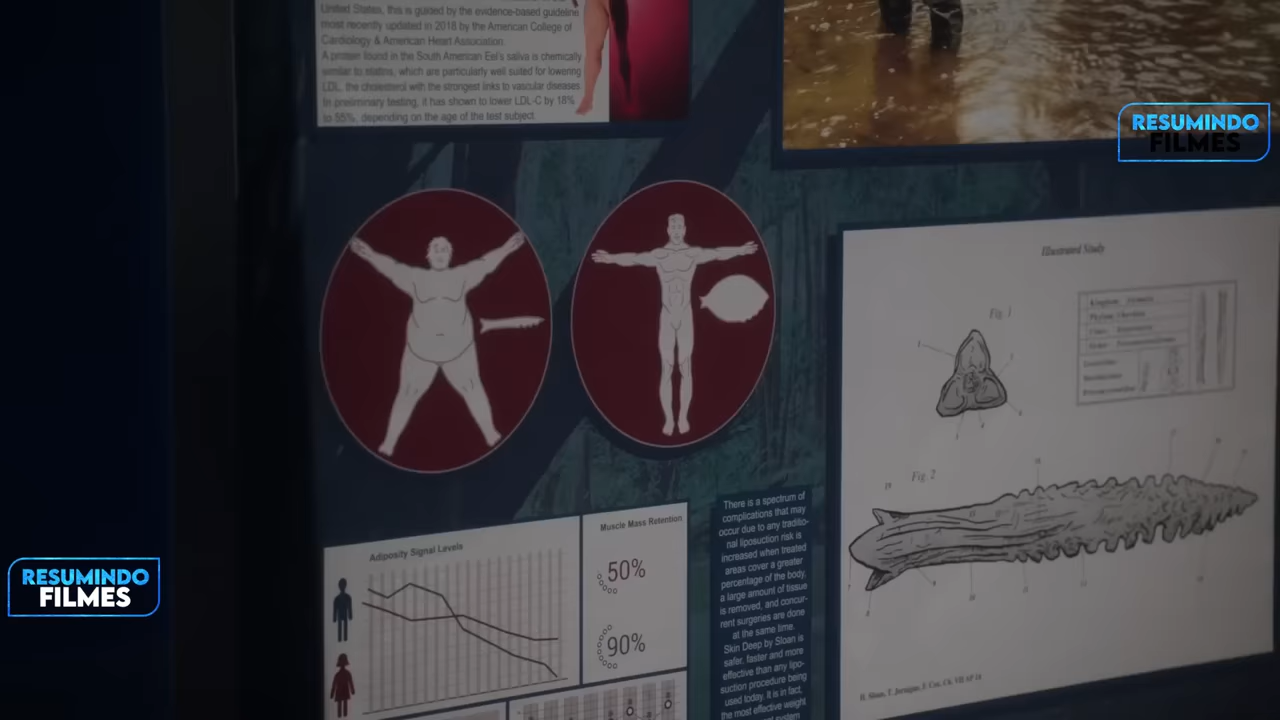 United States, this is guided by the evidence-based guideline
most recently updated in 2018 by the American College of
Cardiology & American Heart Association.
A protein found in the South American Eel's saliva is chemically
similar to statins, which are particularly well suited for lowering
LDL, the cholesterol with the strongest links to vascular diseases.
In preliminary testing, it has shown to lower LDL-C by 18%
to 55%, depending on the age of the test subject.
RESUMINDO
FILMES
Illustrated Study
Fig. 1
Kingdom:
Phylum:
Class:
Fig. 2
Adiposity Signal Levels
Muscle Mass Retention
50%
90%
There is a spectrum of
complications that may
occur due to any traditio-
nal liposuction risk is
increased when treated
areas cover a greater
percentage of the body,
a large amount of tissue
is removed, and concur-
rent surgeries are done
at the same time.
Skin Deep by Sloan is
safer, faster and more
effective than any lipo-
suction procedure being
used today. It is in fact,
the most effective weight
system
RESUMINDO
FILMES